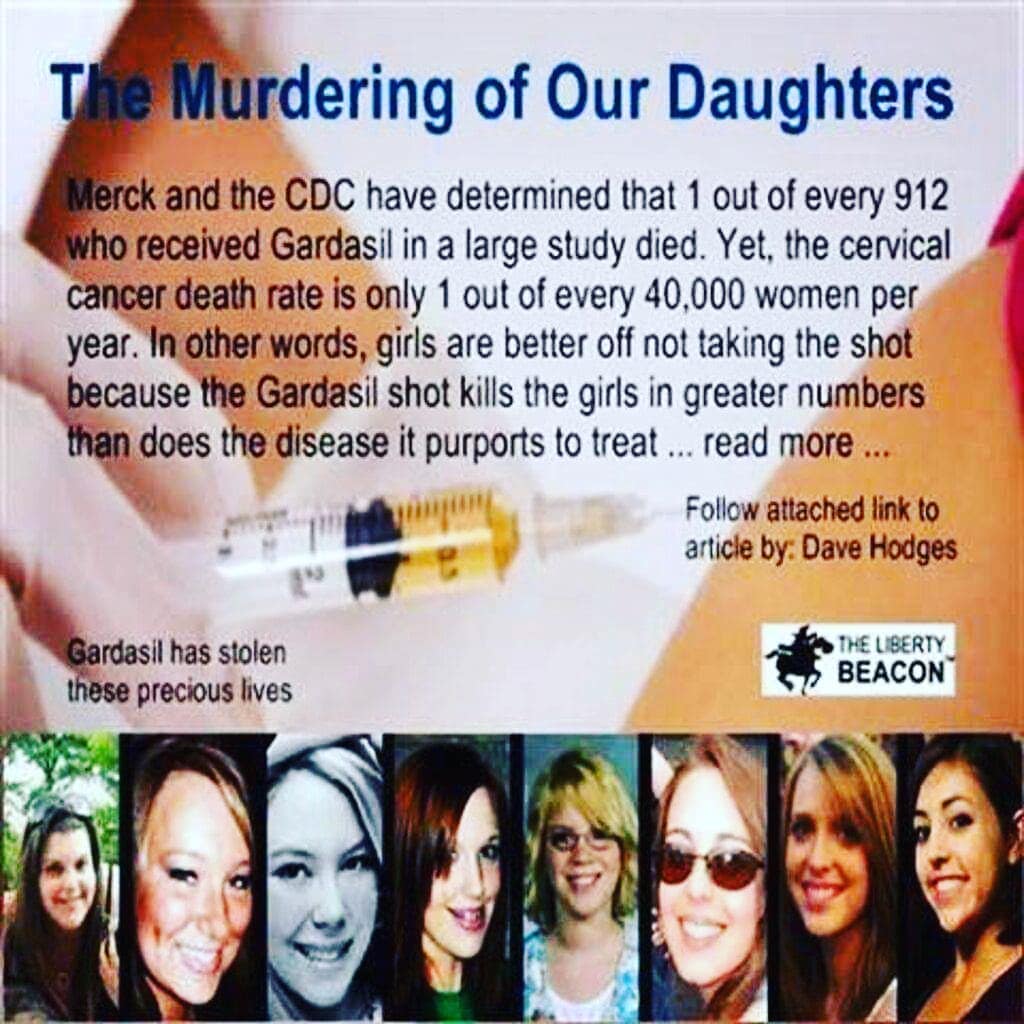 The Murdering of Our Daughters
Merck and the CDC have determined that 1 out of every 912
who received Gardasil in a large study died. Yet, the cervical
cancer death rate is only 1 out of every 40,000 women per
year. In other words, girls are better off not taking the shot
because the Gardasil shot kills the girls in greater numbers
than does the disease it purports to treat ... read more ...
Follow attached link to
article by: Dave Hodges
Gardasil has stolen
these precious lives
THE LIBERTY
BEACON™